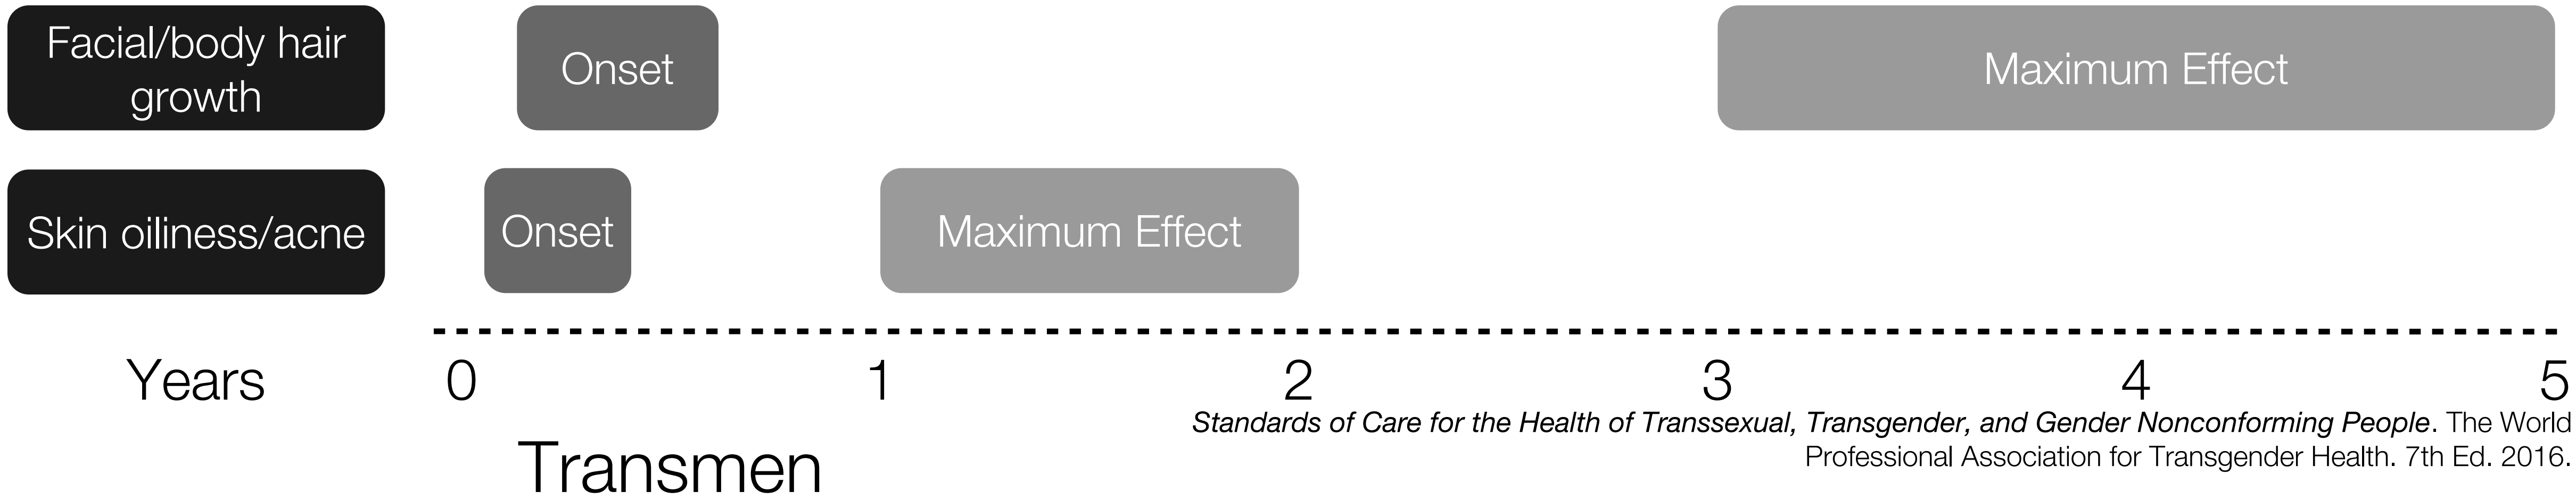 Facial/body hair
growth
Onset
Maximum Effect
Skin oiliness/acne
Onset
Maximum Effect
Years 0 1 2 3 4 5
Standards of Care for the Health of Transsexual, Transgender, and Gender Nonconforming People. The World
Professional Association for Transgender Health. 7th Ed. 2016.
Transmen